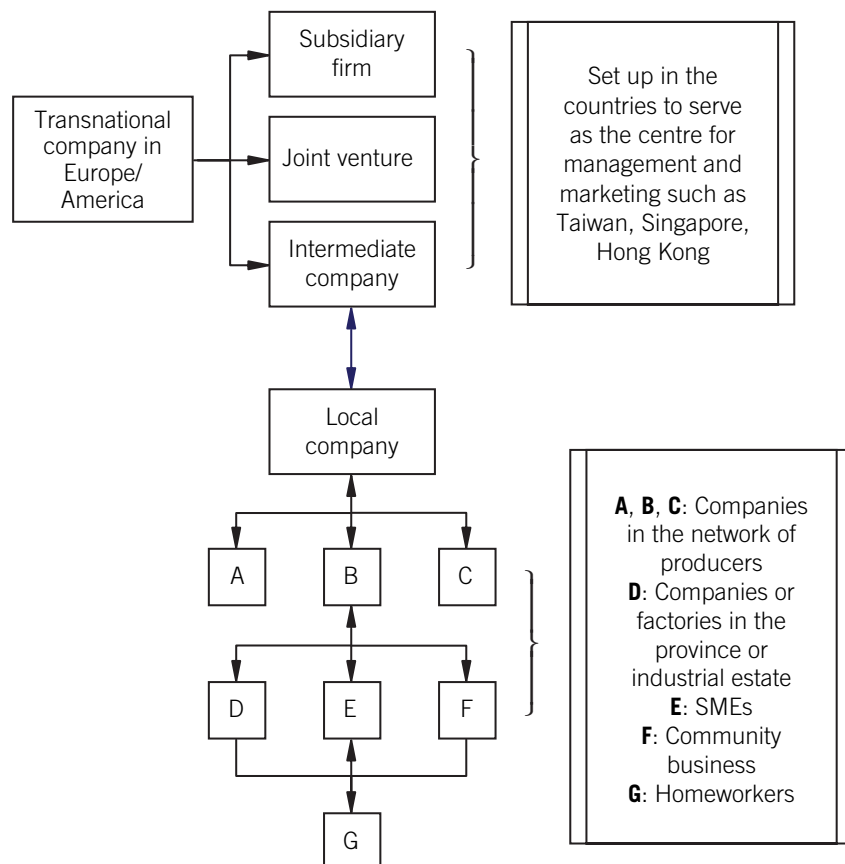 Transnational
company in
Europe/
America
Subsidiary
firm
Joint venture
Intermediate
company
Set up in the
countries to serve
as the centre for
management and
marketing such as
Taiwan, Singapore,
Hong Kong
Local
company
A
B
C
D
E
F
G
A, B, C: Companies
in the network of
producers
D: Companies or
factories in the
province or
industrial estate
E: SMEs
F: Community
business
G: Homeworkers